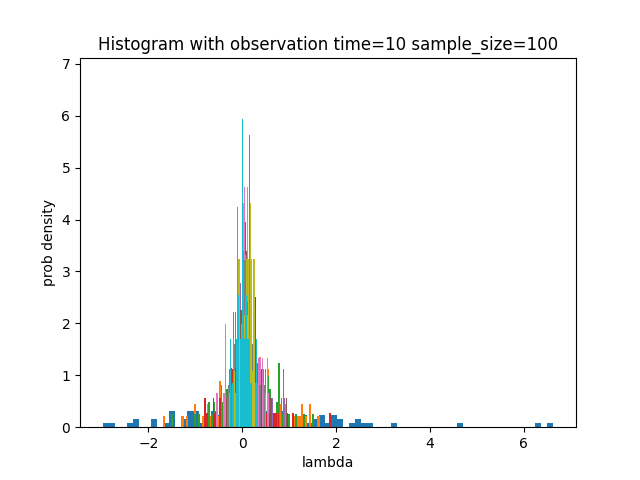 Histogram with observation time=10 sample_size=100
7
6
5
4
3
2
1
0
prob density
−2 0 2 4 6
lambda